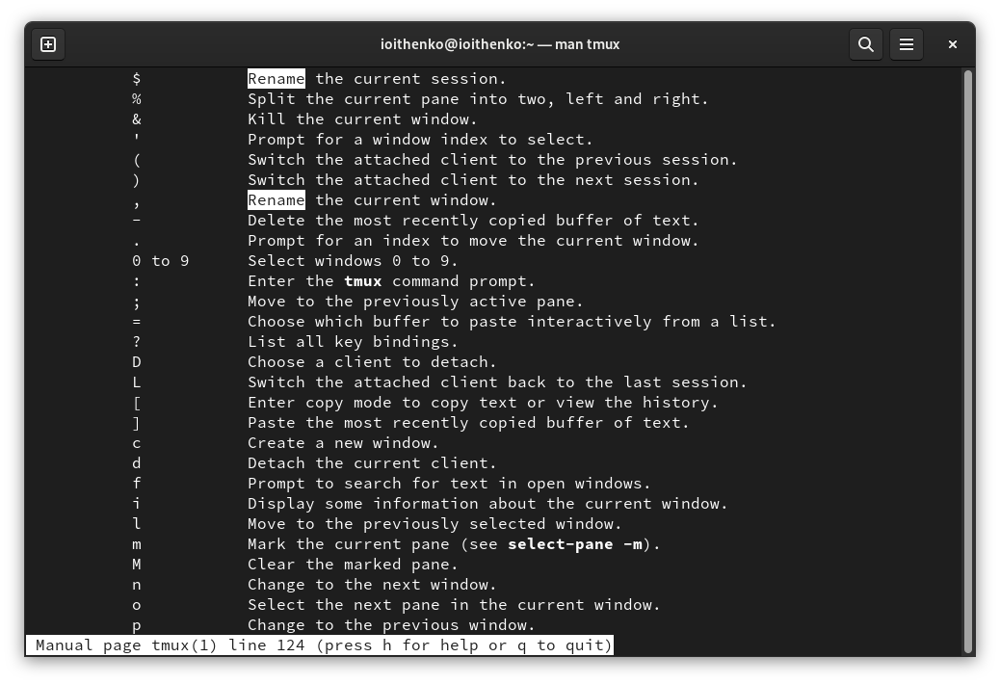 ioithenko@ioithenko:~ — man tmux
$ Rename the current session.
% Split the current pane into two, left and right.
& Kill the current window.
' Prompt for a window index to select.
( Switch the attached client to the previous session.
) Switch the attached client to the next session.
, Rename the current window.
- Delete the most recently copied buffer of text.
. Prompt for an index to move the current window.
0 to 9 Select windows 0 to 9.
: Enter the tmux command prompt.
; Move to the previously active pane.
= Choose which buffer to paste interactively from a list.
? List all key bindings.
D Choose a client to detach.
L Switch the attached client back to the last session.
[ Enter copy mode to copy text or view the history.
] Paste the most recently copied buffer of text.
c Create a new window.
d Detach the current client.
f Prompt to search for text in open windows.
i Display some information about the current window.
l Move to the previously selected window.
m Mark the current pane (see select-pane -m).
M Clear the marked pane.
n Change to the next window.
o Select the next pane in the current window.
p Change to the previous window.
Manual page tmux(1) line 124 (press h for help or q to quit)